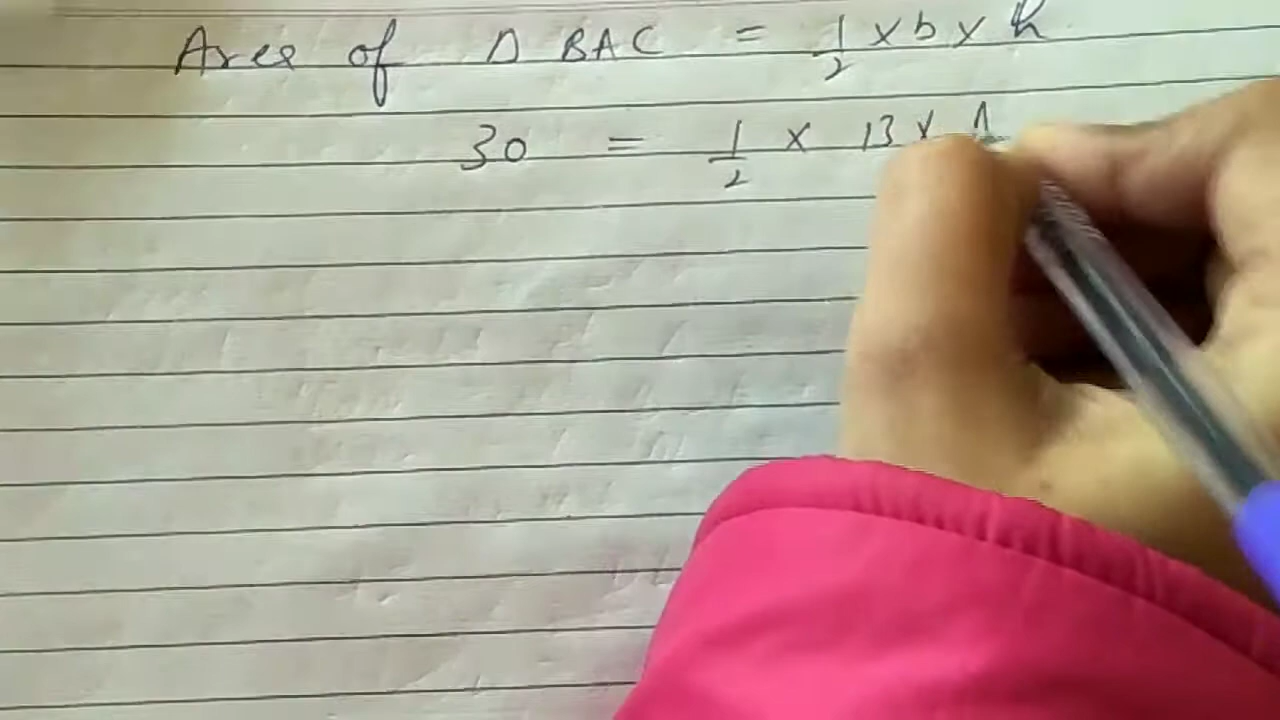 Area of Δ BAC = 1/2 x b x h
30 = 1/2 x 13 x